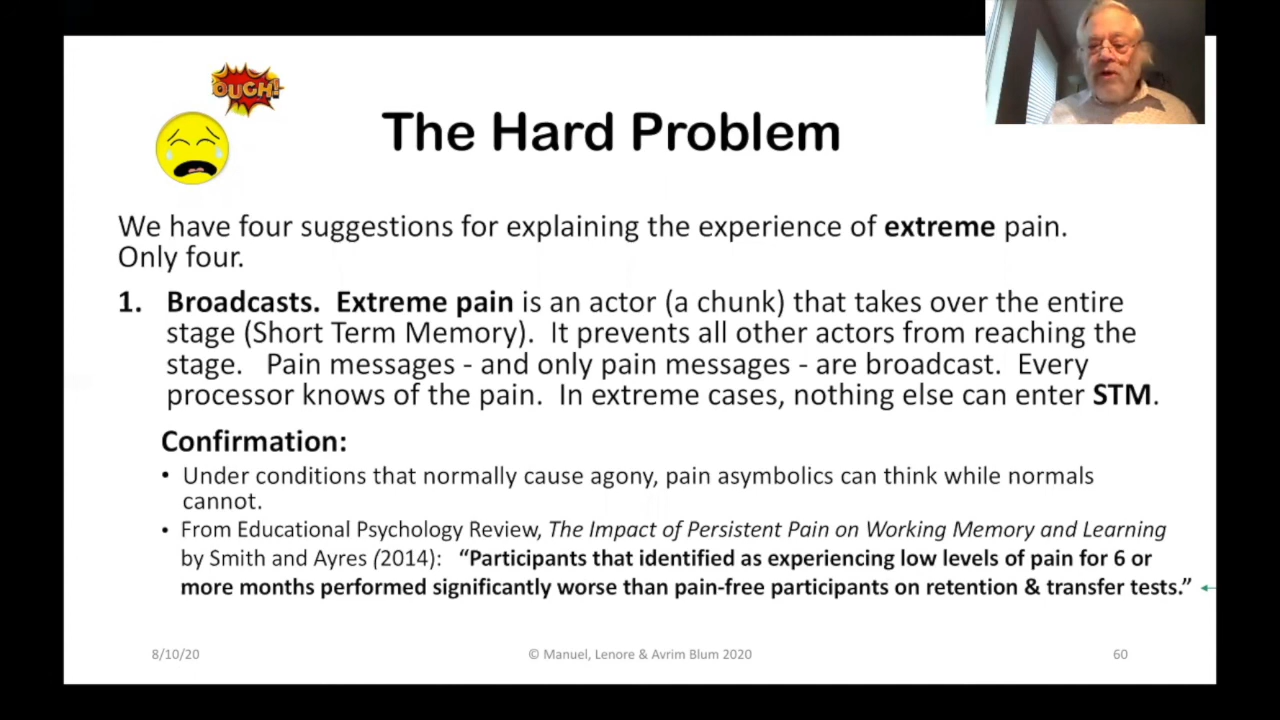 OUCH!
The Hard Problem
We have four suggestions for explaining the experience of extreme pain.
Only four.
1. Broadcasts. Extreme pain is an actor (a chunk) that takes over the entire
stage (Short Term Memory). It prevents all other actors from reaching the
stage. Pain messages - and only pain messages - are broadcast. Every
processor knows of the pain. In extreme cases, nothing else can enter STM.
Confirmation:
• Under conditions that normally cause agony, pain asymbolics can think while normals
cannot.
• From Educational Psychology Review, The Impact of Persistent Pain on Working Memory and Learning
by Smith and Ayres (2014): “Participants that identified as experiencing low levels of pain for 6 or
more months performed significantly worse than pain-free participants on retention & transfer tests.”
8/10/20 © Manuel, Lenore & Avrim Blum 2020 60